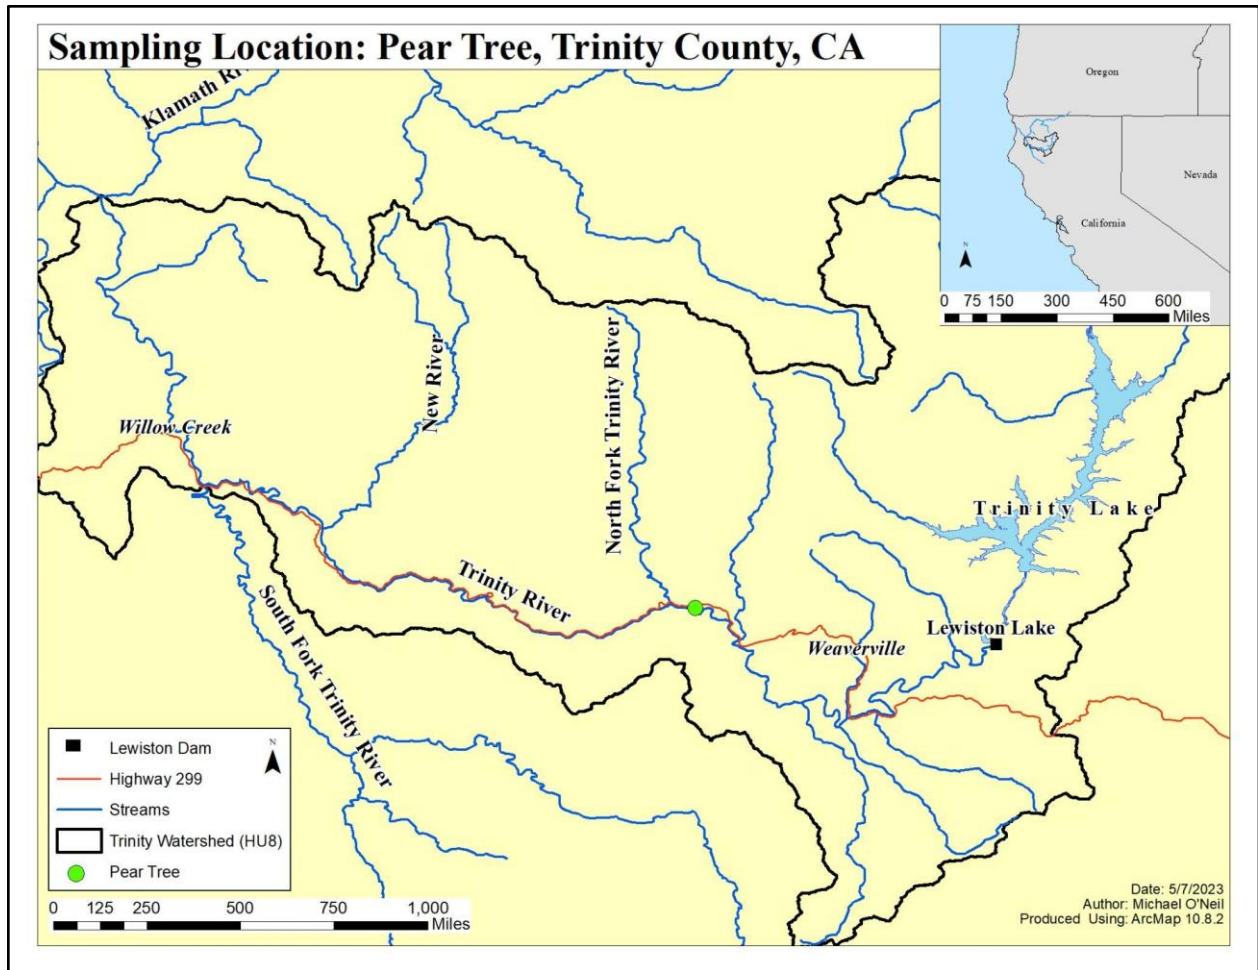 Sampling Location: Pear Tree, Trinity County, CA
Klamath Riv
Oregon
Nevada
California
N
0 75 150 300 450 600
Miles
New River
North Fork Trinity River
Willow Creek
Trinity Lake
Trinity River
South Fork Trinity River
Lewiston Lake
Weaverville
N
Lewiston Dam
Highway 299
Streams
Trinity Watershed (HU8)
Pear Tree
0 125 250 500 750 1,000
Miles
Date: 5/7/2023
Author: Michael O'Neil
Produced Using: ArcMap 10.8.2